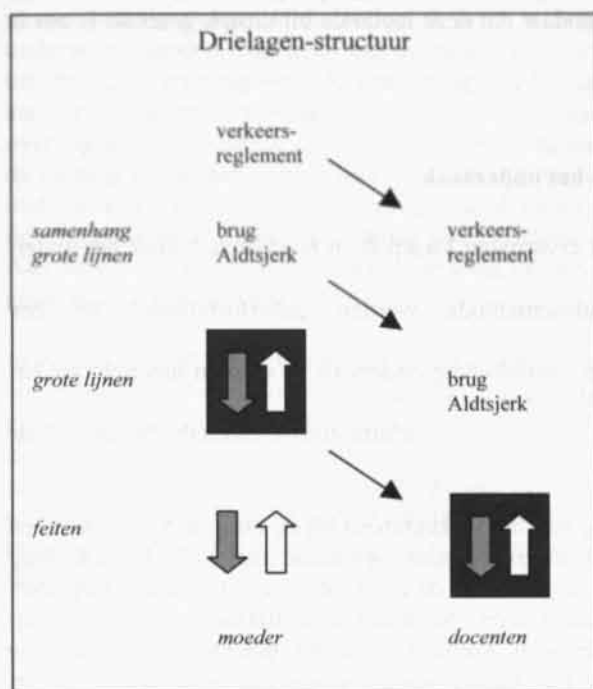 Drielagen-structuur
verkeers-
reglement
samenhang
grote lijnen
brug
Aldtsjerk
verkeers-
reglement
grote lijnen
brug
Aldtsjerk
feiten
moeder
docenten